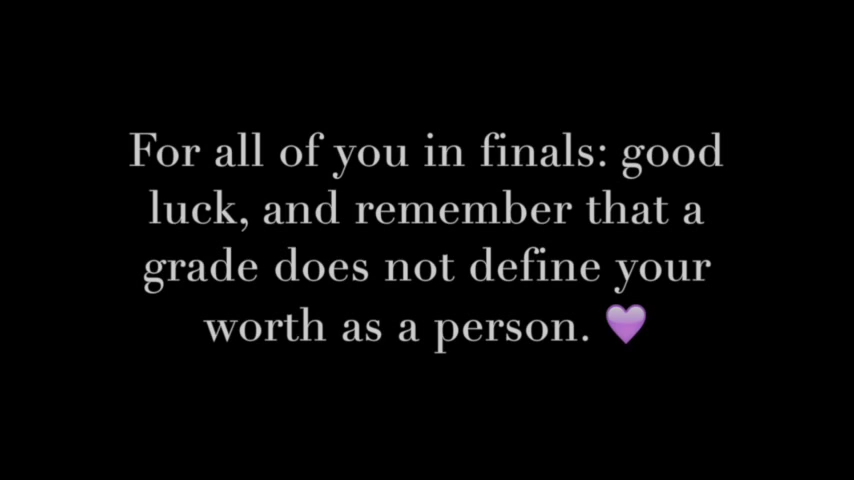 For all of you in finals: good
luck, and remember that a
grade does not define your
worth as a person. 💜